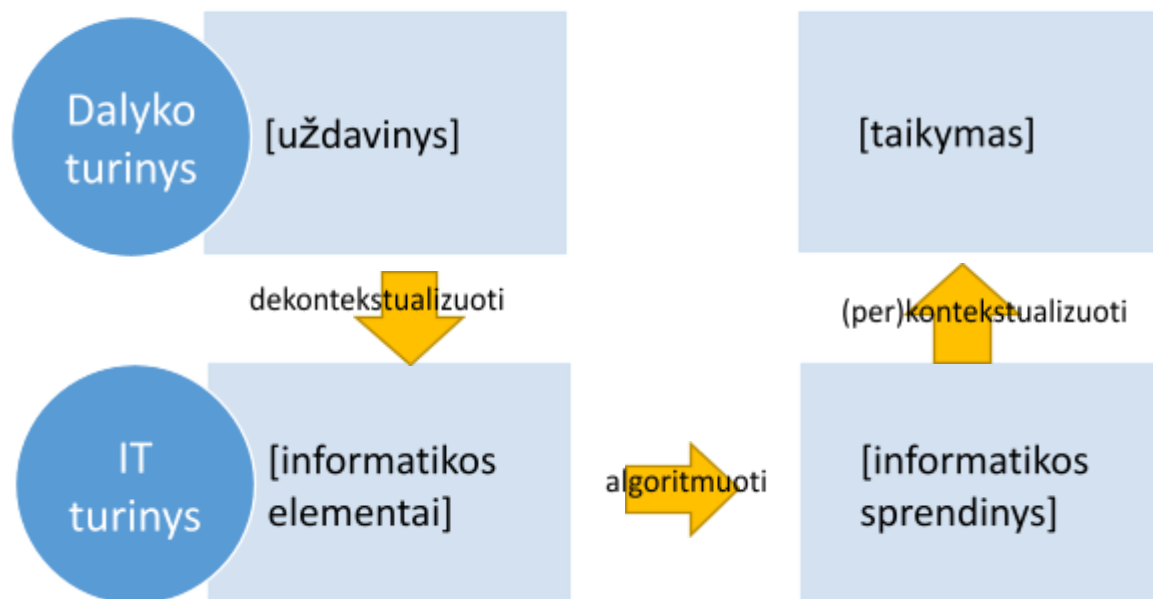 Dalyko
turinys
[uždavinys]
[taikymas]
dekontekstualizuoti
(per)kontekstualizuoti
IT
turinys
[informatikos
elementai]
algoritmuoti
[informatikos
sprendinys]